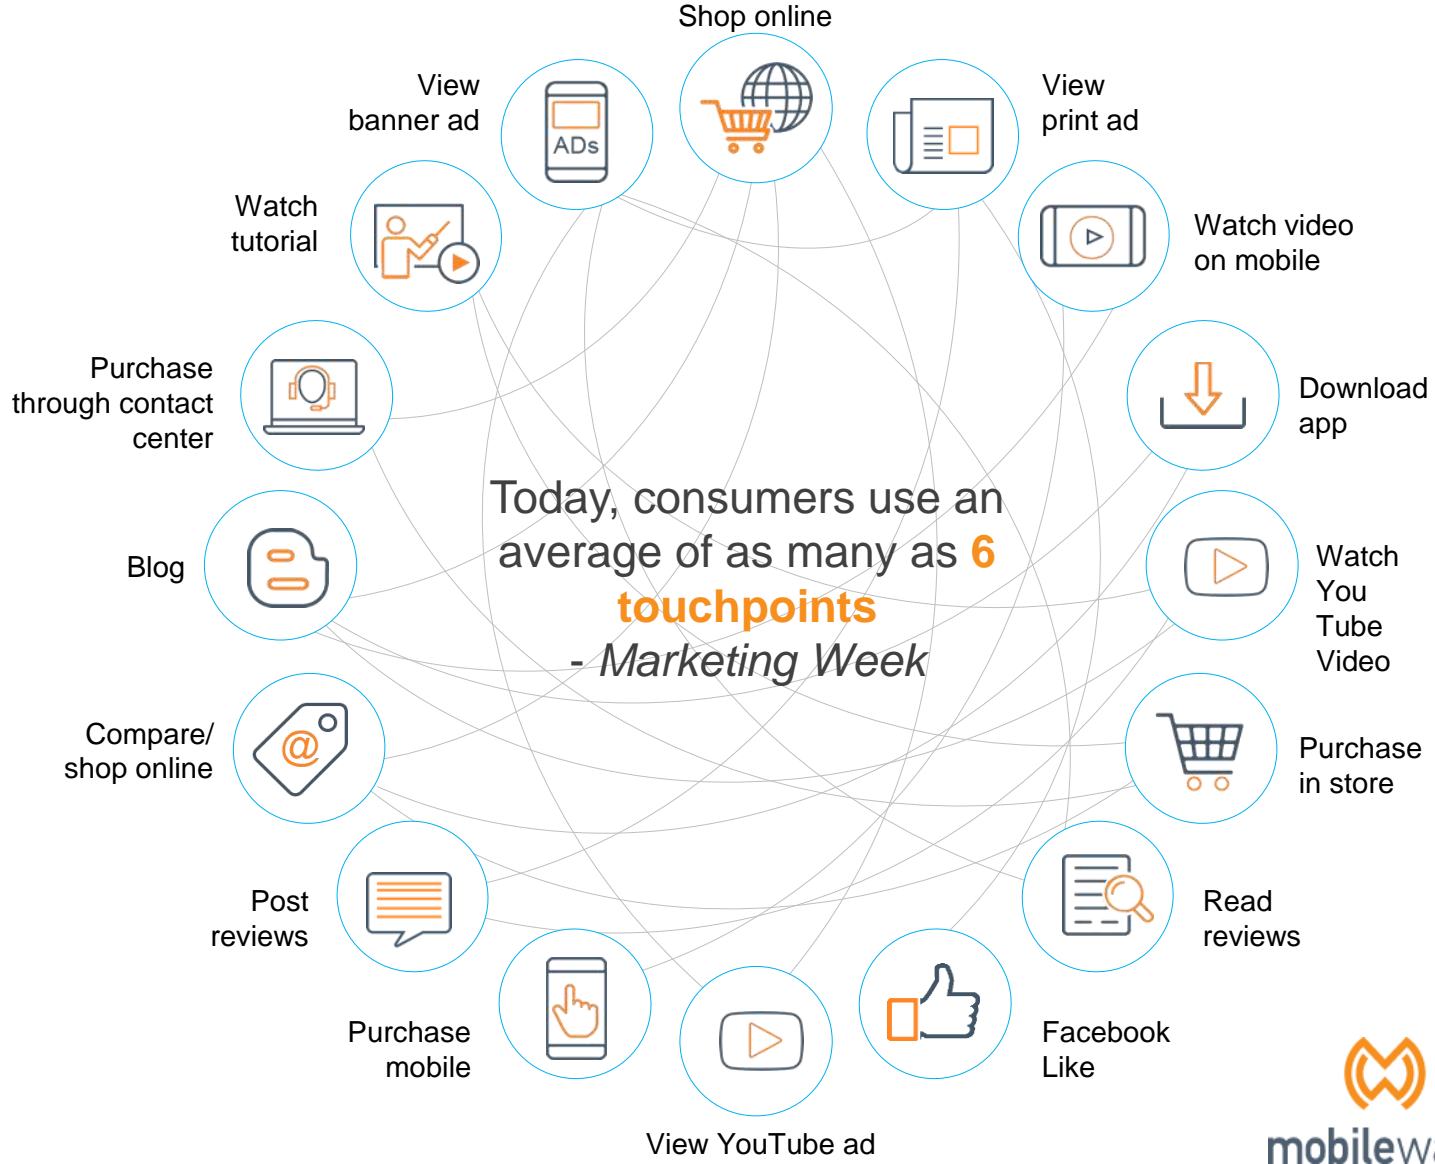 Shop online
View
banner ad
ADs
View
print ad
Watch
tutorial
Watch video
on mobile
Purchase
through contact
center
Download
app
Today, consumers use an
average of as many as 6
touchpoints
- Marketing Week
Blog
@
Watch
You
Tube
Video
Compare/
shop online
Purchase
in store
Post
reviews
Read
reviews
Purchase
mobile
Facebook
Like
View YouTube ad
mobilewa